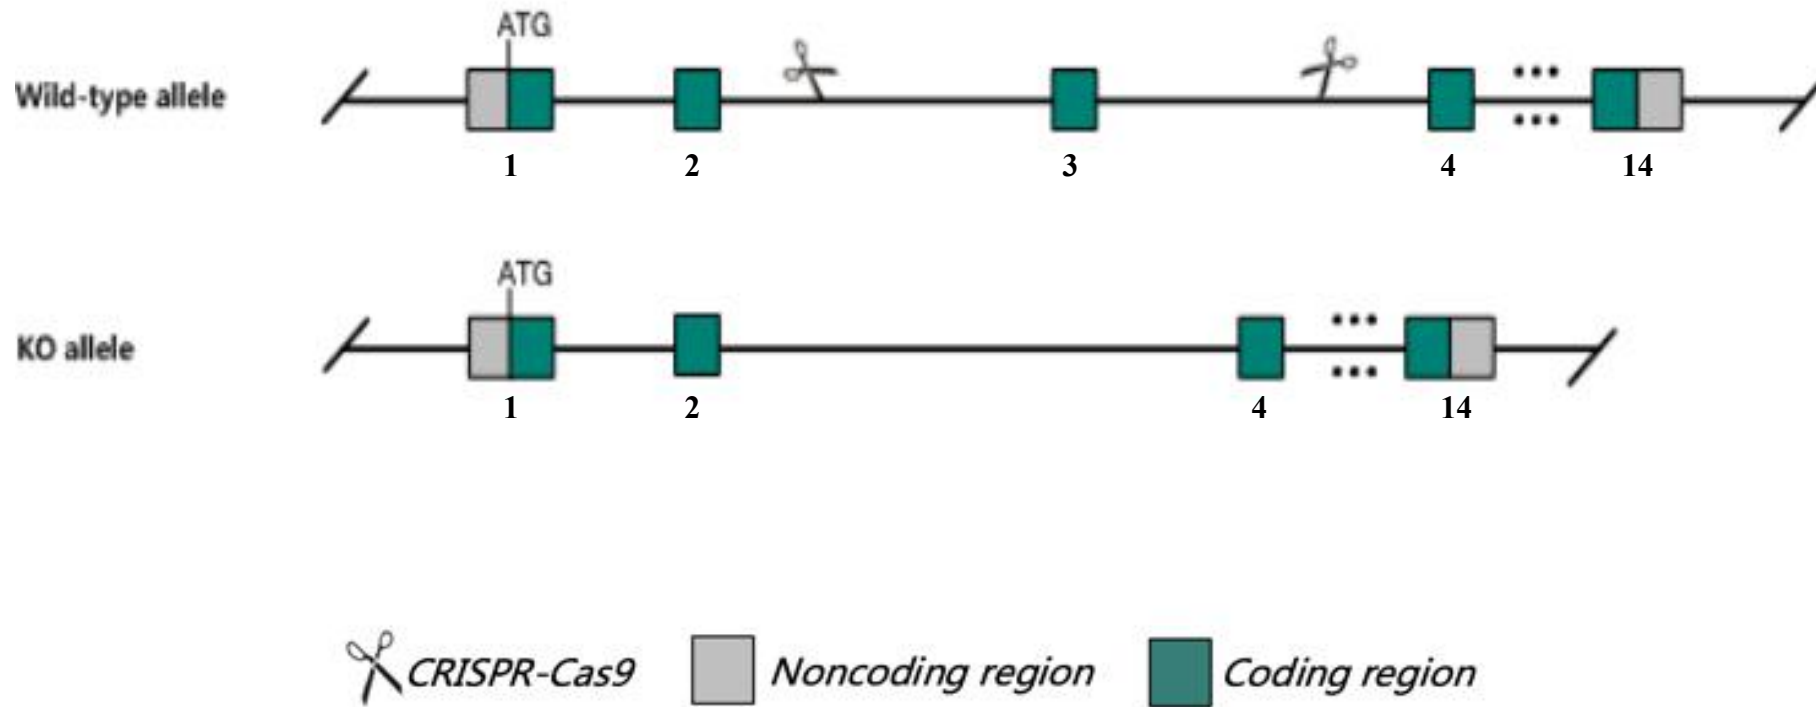 ATG
Wild-type allele
1 2 3 4 14
ATG
KO allele
1 2 4 14
CRISPR-Cas9 Noncoding region Coding region